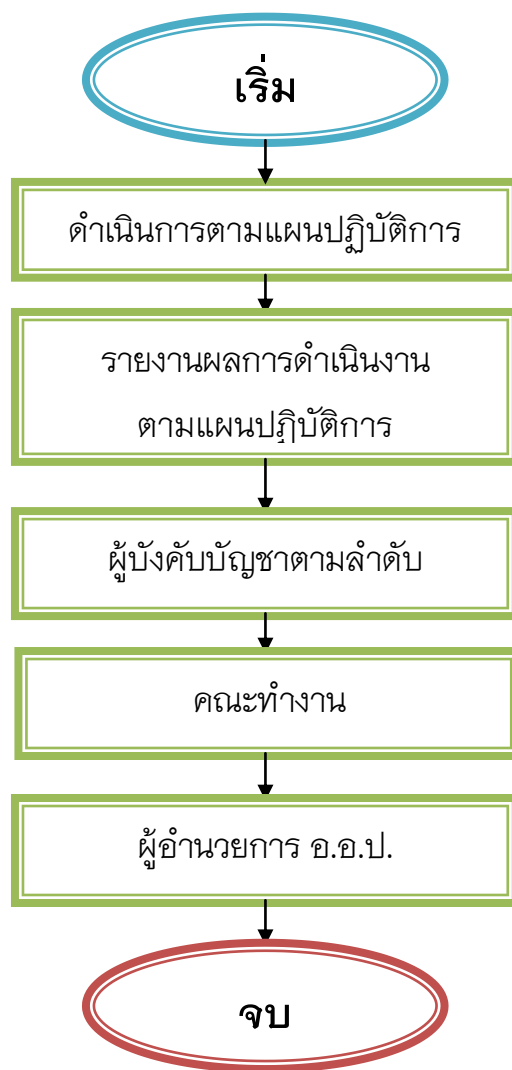 เริ่ม
ดำเนินการตามแผนปฏิบัติการ
รายงานผลการดำเนินงาน
ตามแผนปฏิบัติการ
ผู้บังคับบัญชาตามลำดับ
คณะทำงาน
ผู้อำนวยการ อ.อ.ป.
จบ